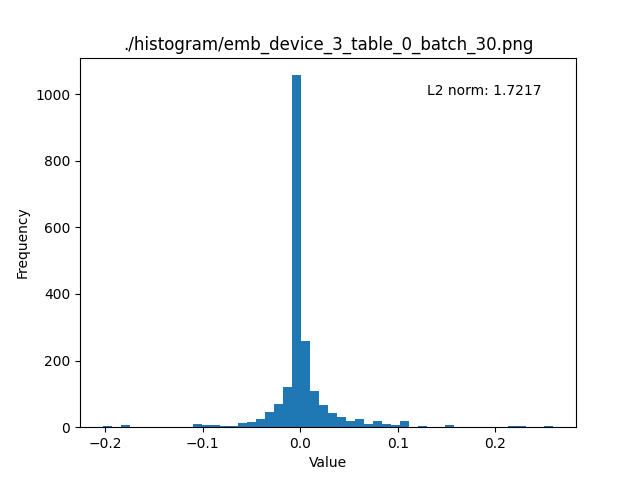 ./histogram/emb_device_3_table_0_batch_30.png
L2 norm: 1.7217
1000
800
600
400
200
0
Frequency
−0.2 −0.1 0.0 0.1 0.2
Value